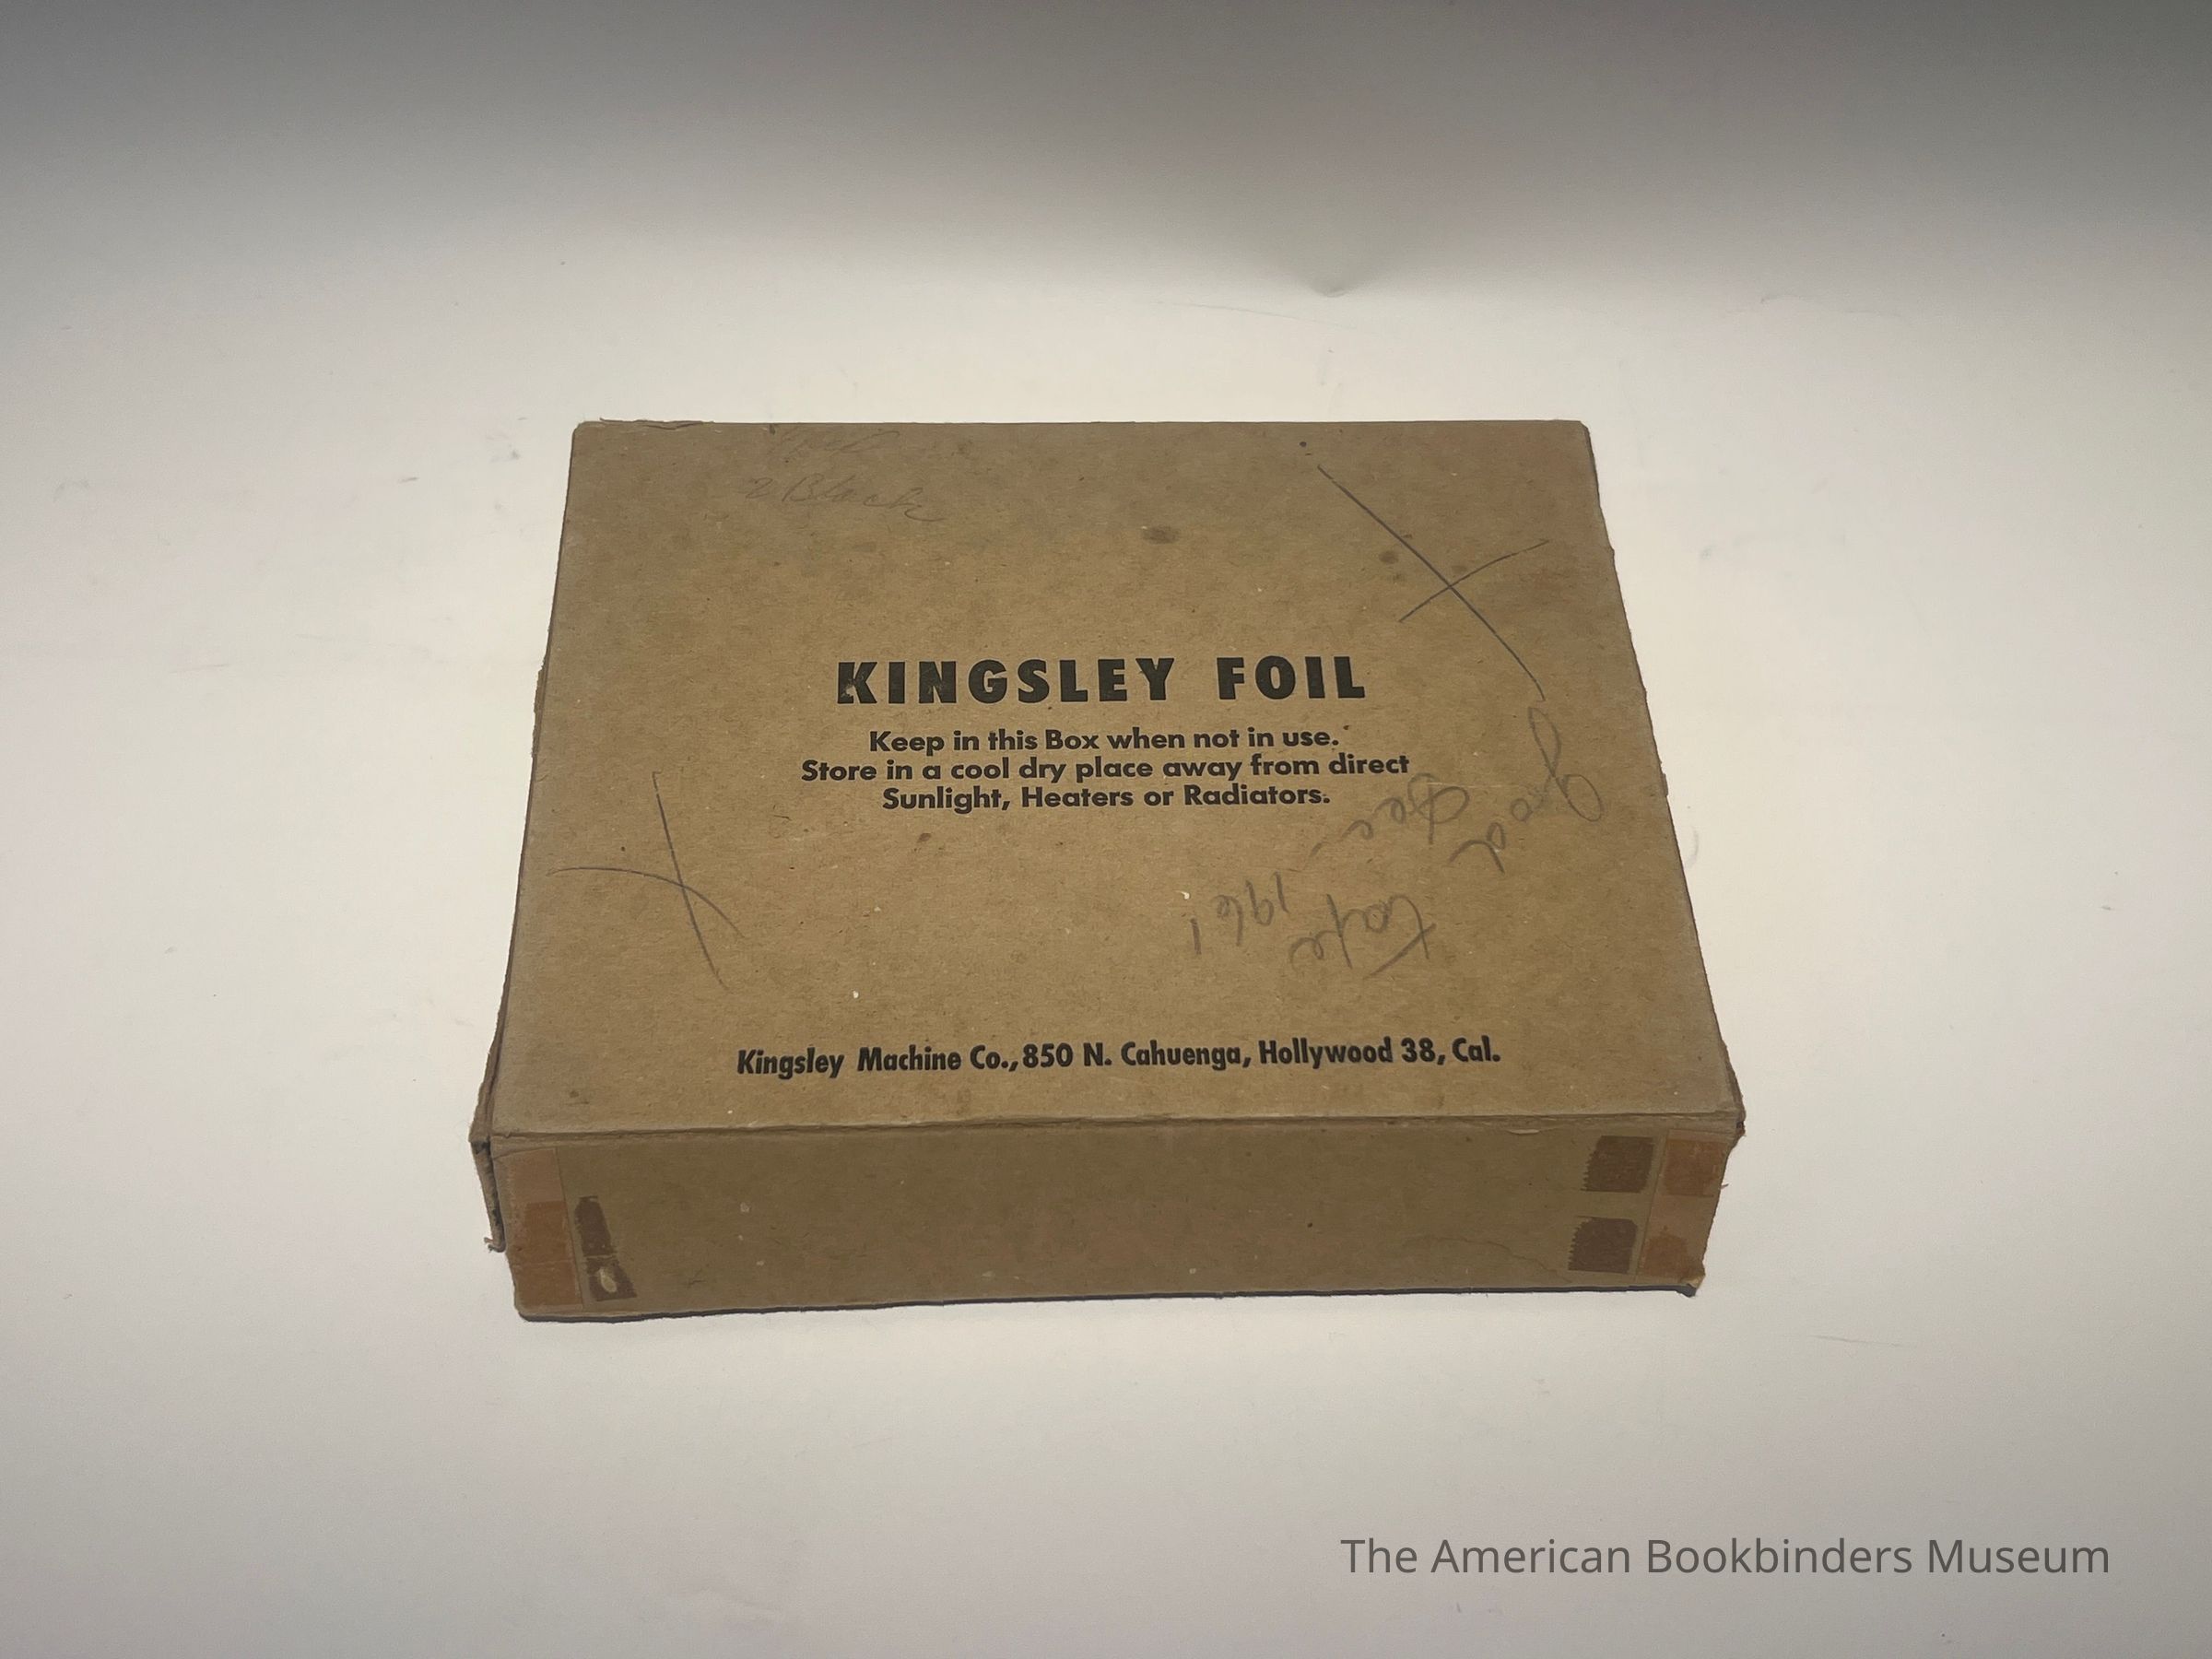 2 Black
KINGSLEY FOIL
Keep in this Box when not in use.
Store in a cool dry place away from direct
Sunlight, Heaters or Radiators.
good tape
Dec 1961
Kingsley Machine Co., 850 N. Cahuenga, Hollywood 38, Cal.
The American Bookbinders Museum